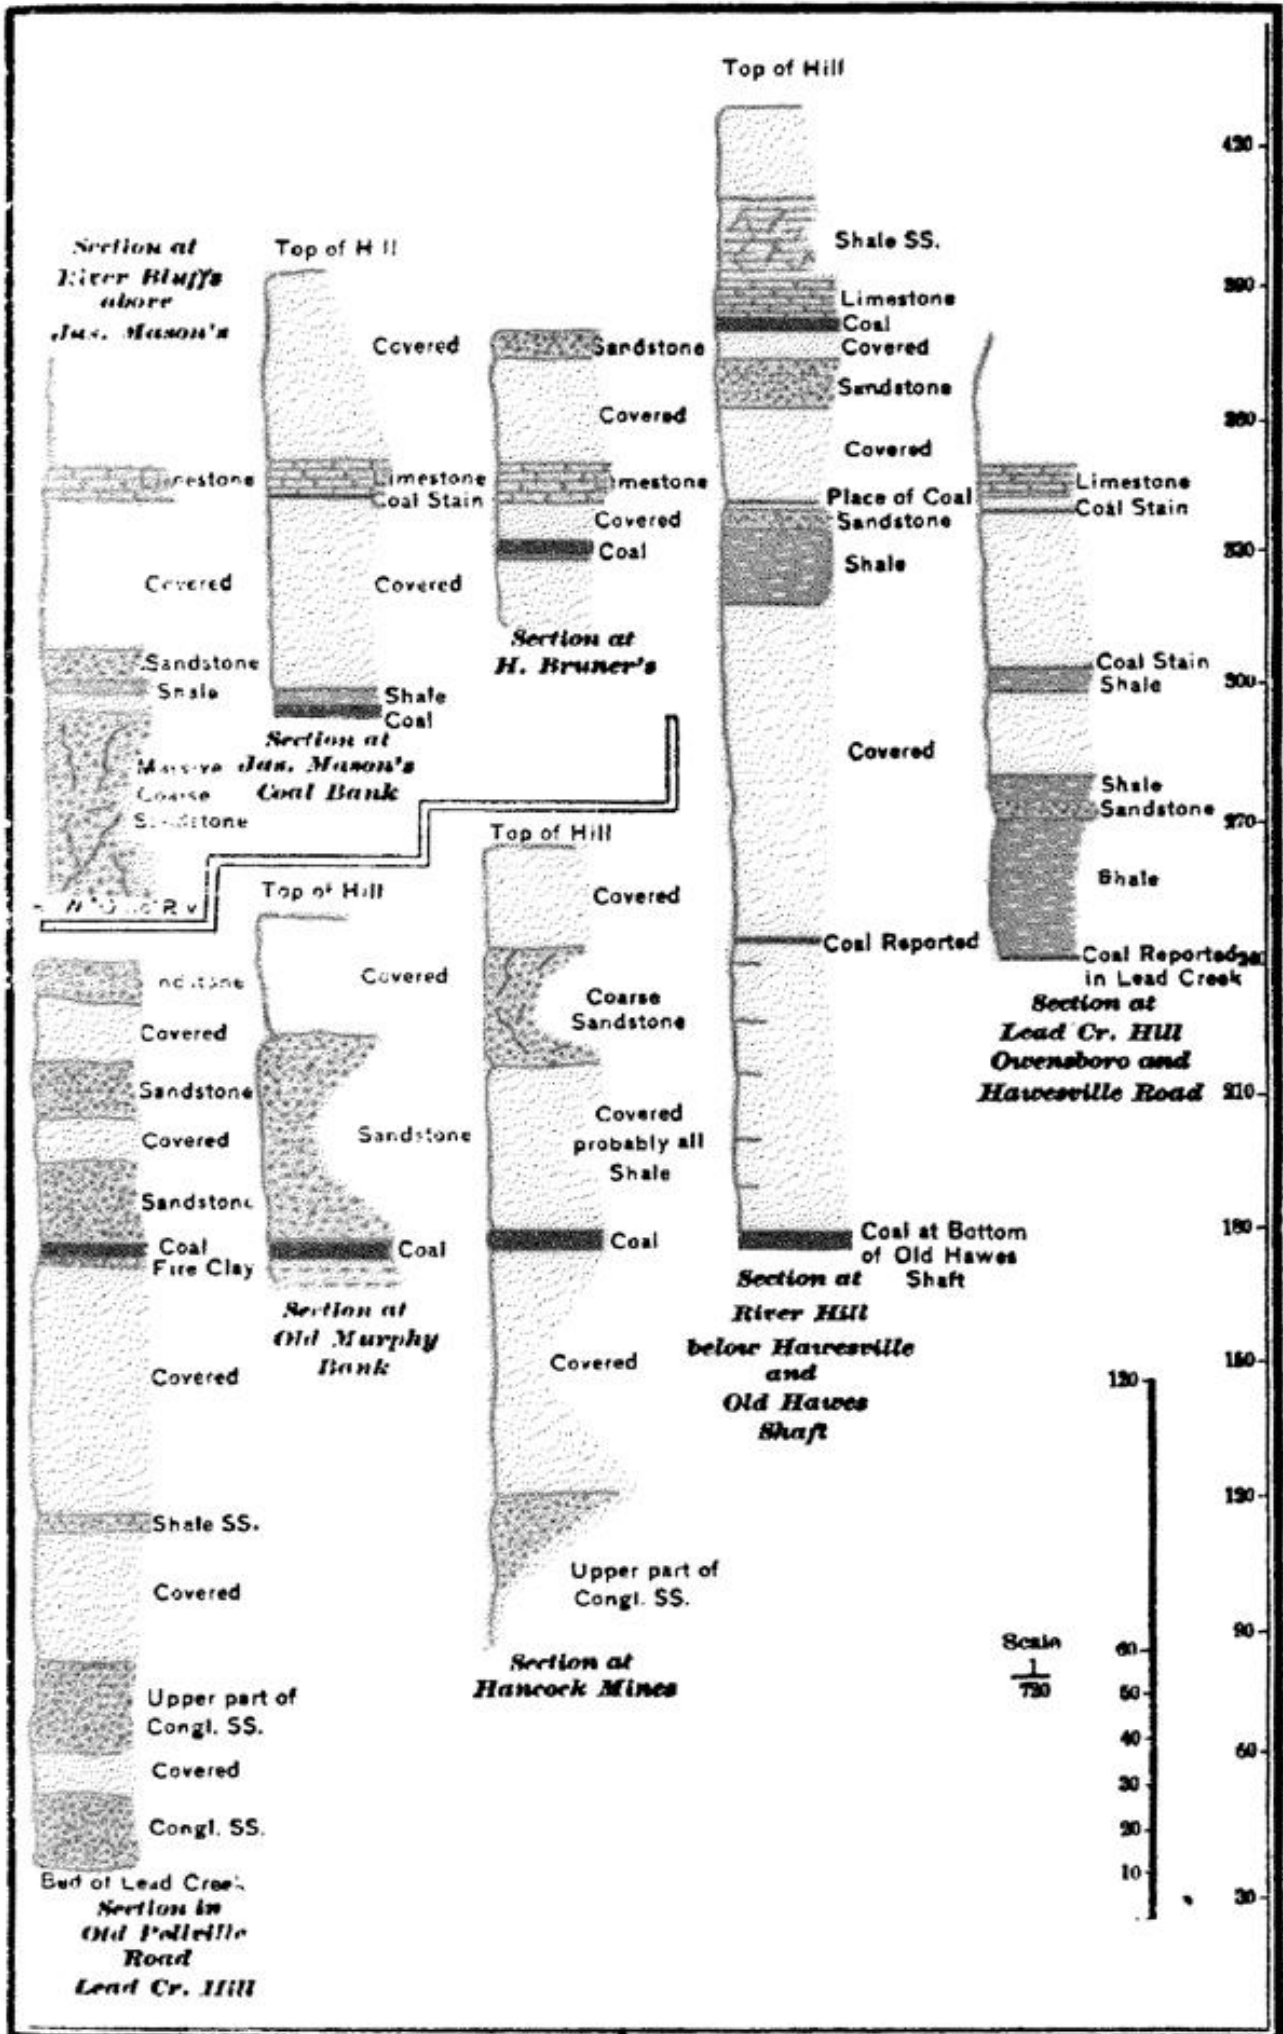 Section at
River Bluffs
above
Jas. Mason's
Limestone
Covered
Sandstone
Shale
Massive
Coarse
Sandstone
Top of Hill
Covered
Limestone
Coal Stain
Covered
Shale
Coal
Section at
Jas. Mason's
Coal Bank
Sandstone
Covered
Limestone
Covered
Coal
Section at
H. Bruner's
Top of Hill
Shale SS.
Limestone
Coal
Covered
Sandstone
Covered
Place of Coal
Sandstone
Shale
Covered
Coal Reported
Coal at Bottom
of Old Hawes
Shaft
Section at
River Hill
below Hawesville
and
Old Hawes
Shaft
Limestone
Coal Stain
Coal Stain
Shale
Shale
Sandstone
Shale
Coal Reported
in Lead Creek
Section at
Lead Cr. Hill
Owensboro and
Hawesville Road
Sandstone
Covered
Sandstone
Covered
Sandstone
Coal
Fire Clay
Covered
Shale SS.
Covered
Upper part of
Congl. SS.
Covered
Congl. SS.
Bed of Lead Creek
Section in
Old Pellville
Road
Lead Cr. Hill
Top of Hill
Covered
Sandstone
Coal
Section at
Old Murphy
Bank
Top of Hill
Covered
Coarse
Sandstone
Covered
probably all
Shale
Coal
Covered
Upper part of
Congl. SS.
Section at
Hancock Mines
Scale
1
720
120
60
50
40
30
20
10
420
390
360
330
300
270
240
210
180
150
120
90
60
30